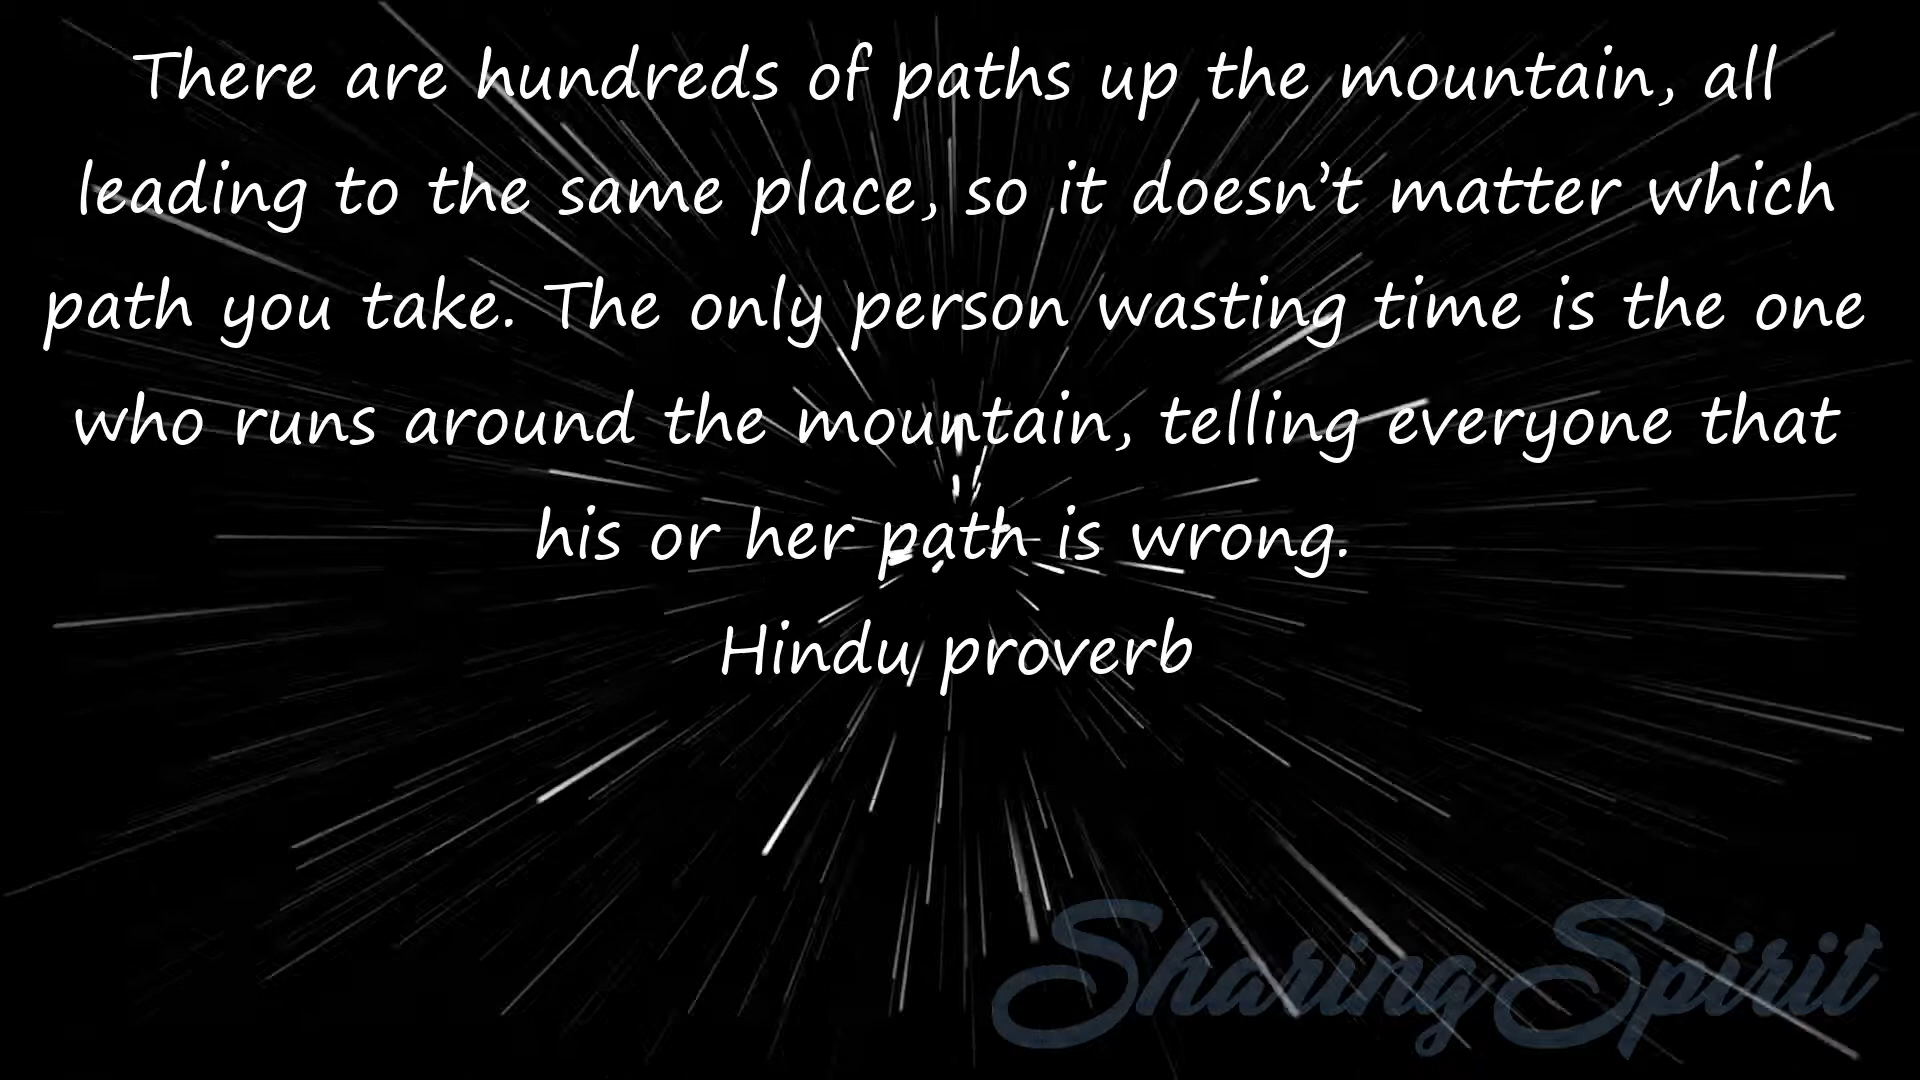 There are hundreds of paths up the mountain, all
leading to the same place, so it doesn’t matter which
path you take. The only person wasting time is the one
who runs around the mountain, telling everyone that
his or her path is wrong.
Hindu proverb
Sharing Spirit